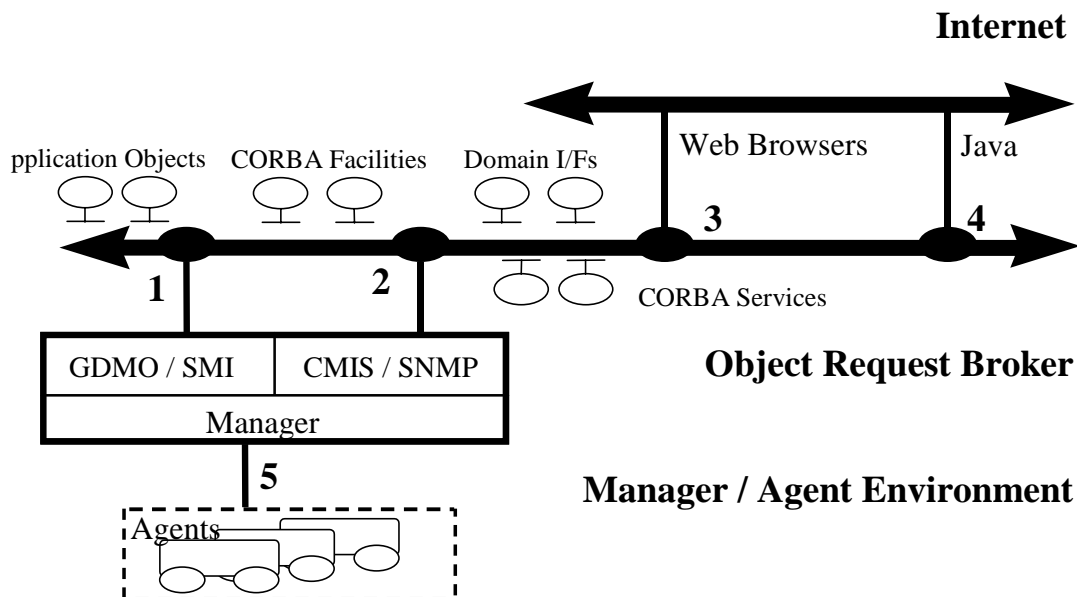 Internet
Web Browsers
Java
pplication Objects
CORBA Facilities
Domain I/Fs
3
4
1
2
CORBA Services
GDMO / SMI
CMIS / SNMP
Object Request Broker
Manager
5
Manager / Agent Environment
Agents